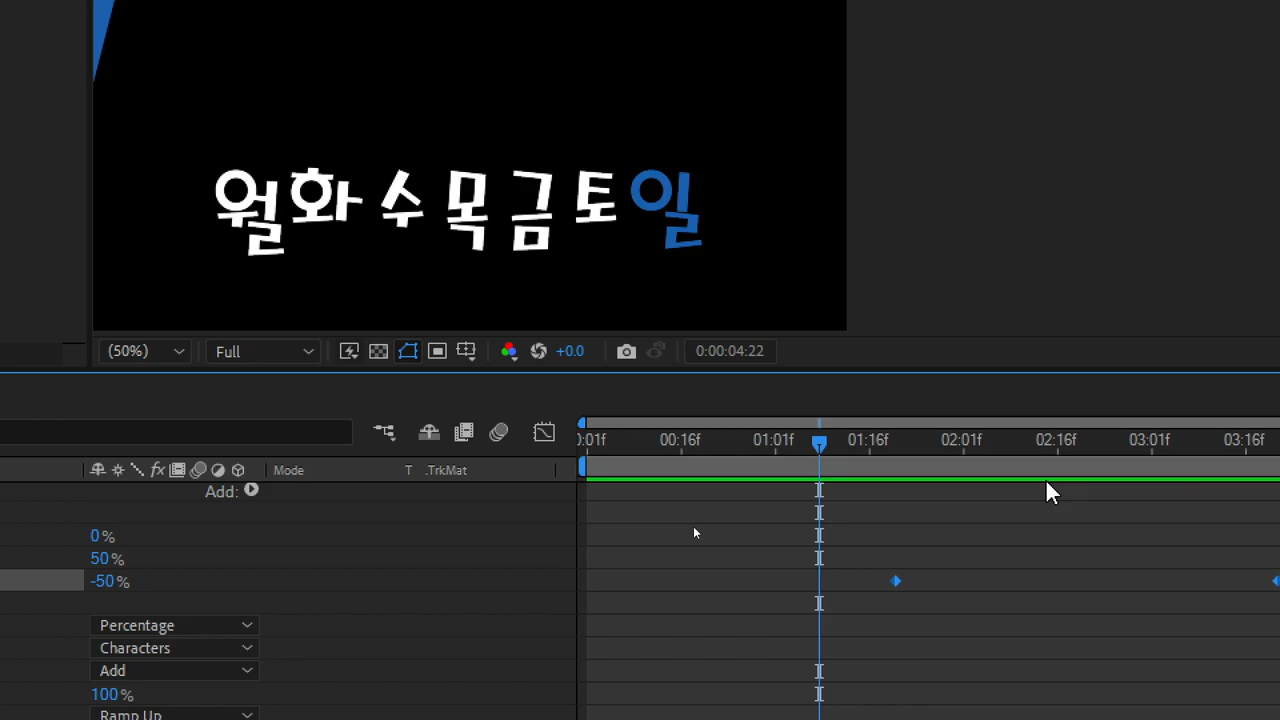 월화수목금토일
(50%) Full +0.0 0:00:04:22
):01f 00:16f 01:01f 01:16f 02:01f 02:16f 03:01f 03:16f
fx Mode T .TrkMat
Add:
0%
50%
-50%
Percentage
Characters
Add
100%
Ramp Up